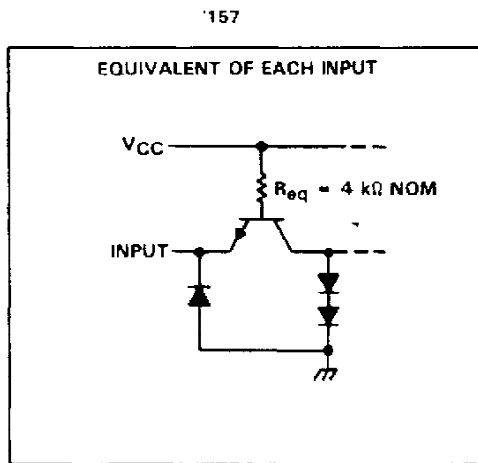 '157
EQUIVALENT OF EACH INPUT
VCC
Req = 4 kΩ NOM
INPUT